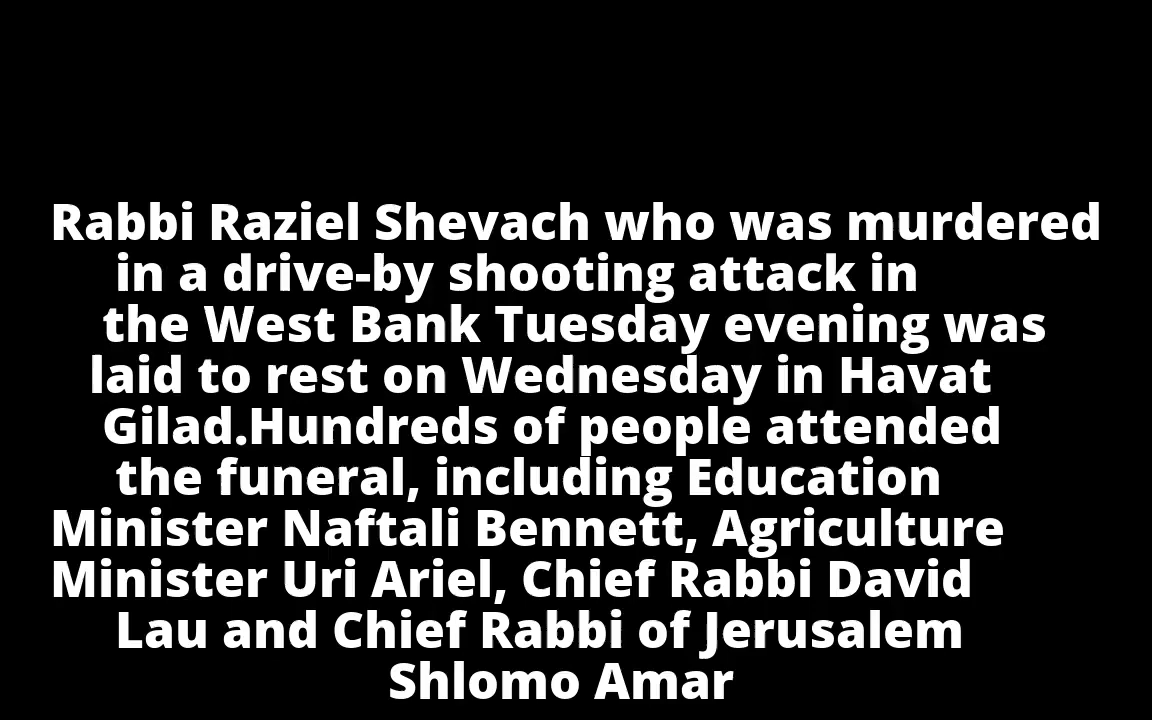 Rabbi Raziel Shevach who was murdered
in a drive-by shooting attack in
the West Bank Tuesday evening was
laid to rest on Wednesday in Havat
Gilad.Hundreds of people attended
the funeral, including Education
Minister Naftali Bennett, Agriculture
Minister Uri Ariel, Chief Rabbi David
Lau and Chief Rabbi of Jerusalem
Shlomo Amar